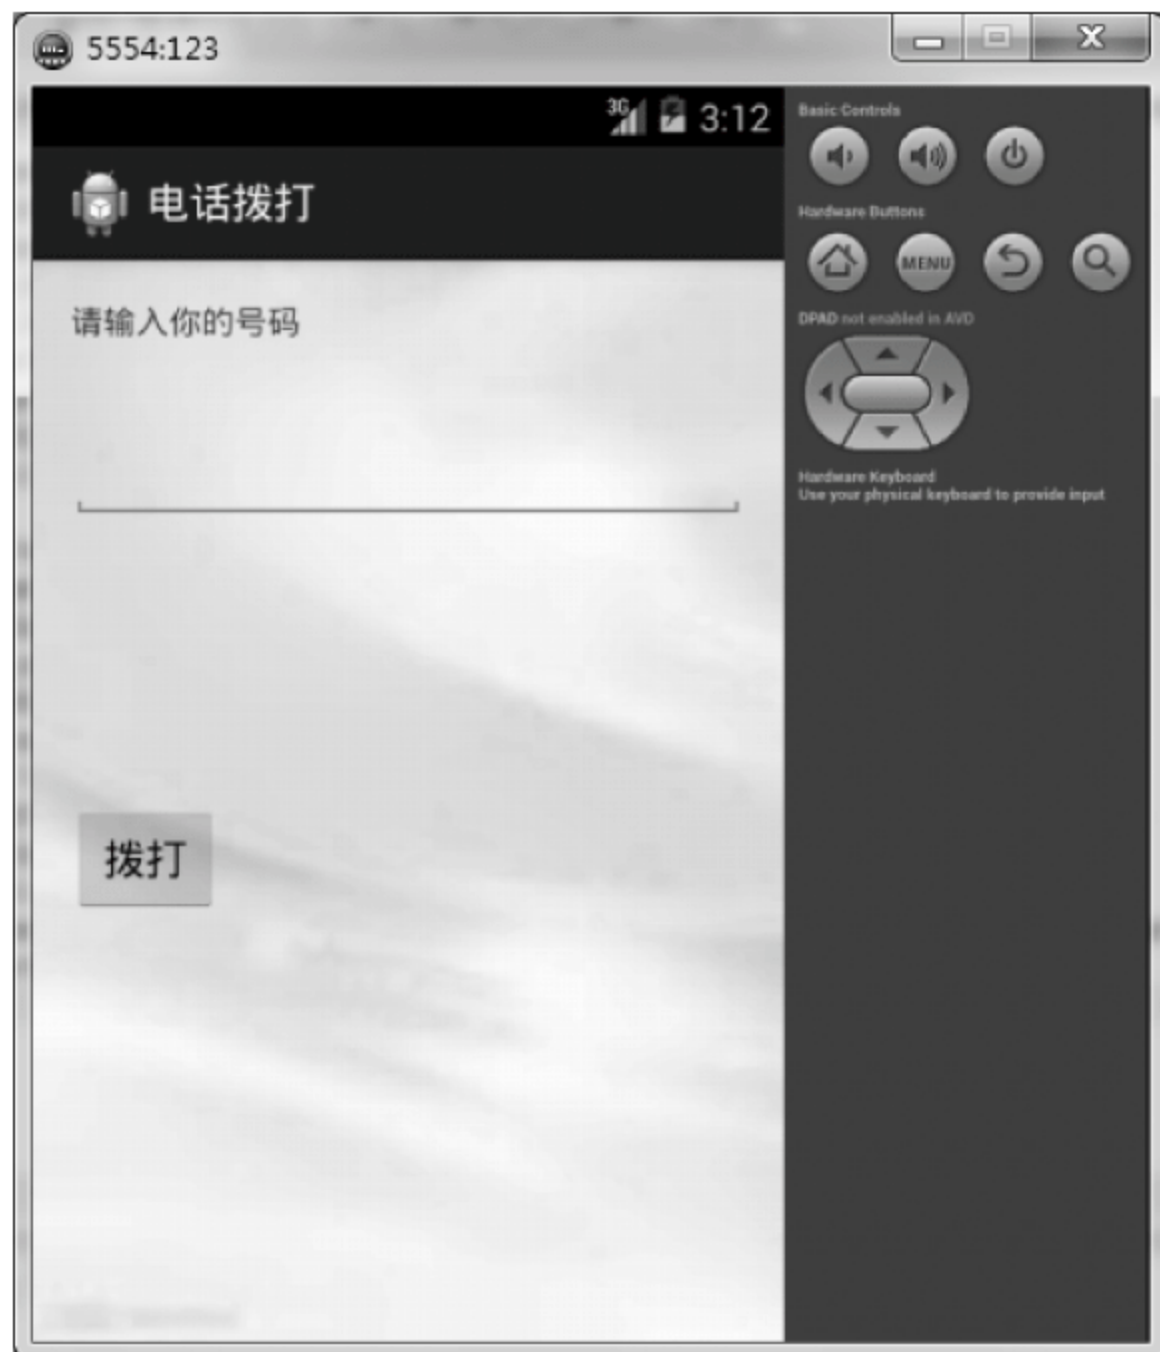 5554:123
3G 3:12
电话拨打
请输入你的号码
拨打
Basic Controls
Hardware Buttons
MENU
DPAD not enabled in AVD
Hardware Keyboard
Use your physical keyboard to provide input